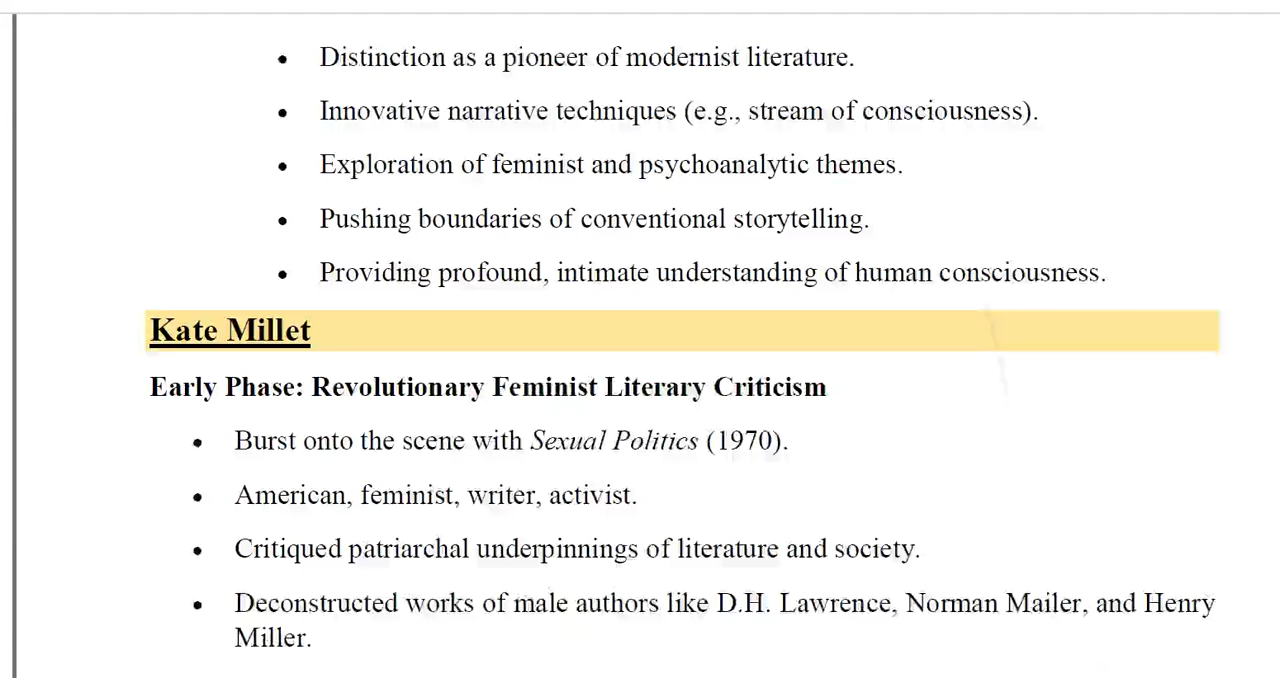 • Distinction as a pioneer of modernist literature.
• Innovative narrative techniques (e.g., stream of consciousness).
• Exploration of feminist and psychoanalytic themes.
• Pushing boundaries of conventional storytelling.
• Providing profound, intimate understanding of human consciousness.
Kate Millet
Early Phase: Revolutionary Feminist Literary Criticism
• Burst onto the scene with Sexual Politics (1970).
• American, feminist, writer, activist.
• Critiqued patriarchal underpinnings of literature and society.
• Deconstructed works of male authors like D.H. Lawrence, Norman Mailer, and Henry
Miller.